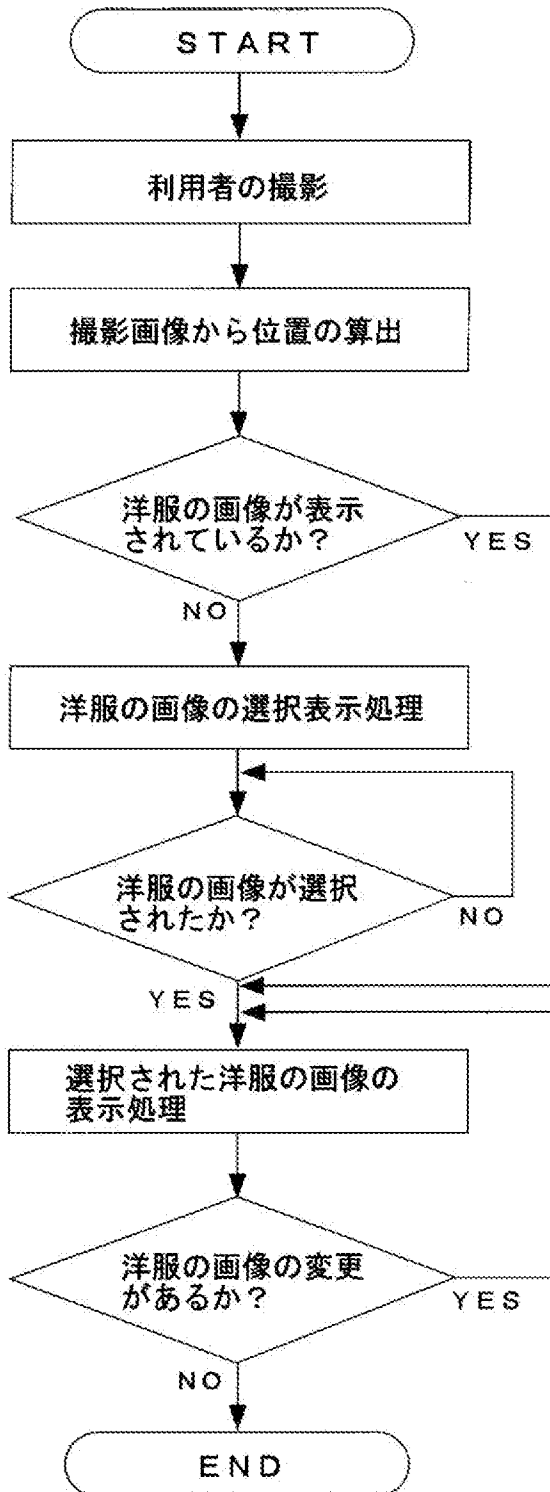 START
利用者の撮影
撮影画像から位置の算出
洋服の画像が表示
されているか？
YES
NO
洋服の画像の選択表示処理
洋服の画像が選択
されたか？
NO
YES
選択された洋服の画像の
表示処理
洋服の画像の変更
があるか？
YES
NO
END